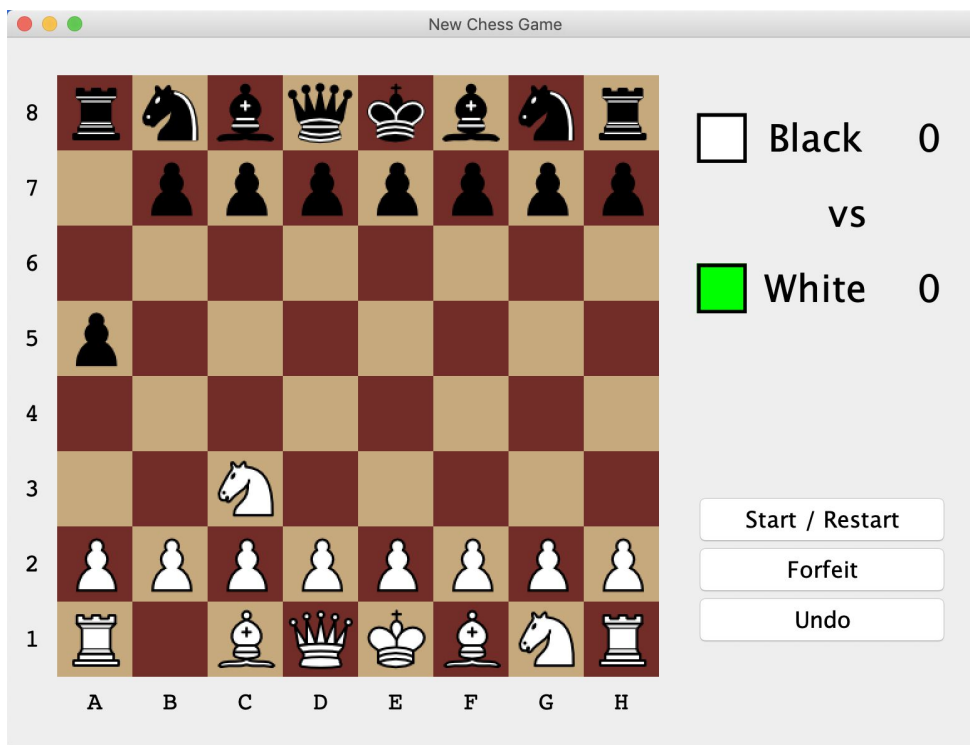 New Chess Game
8
7
6
5
4
3
2
1
A B C D E F G H
Black 0
vs
White 0
Start / Restart
Forfeit
Undo